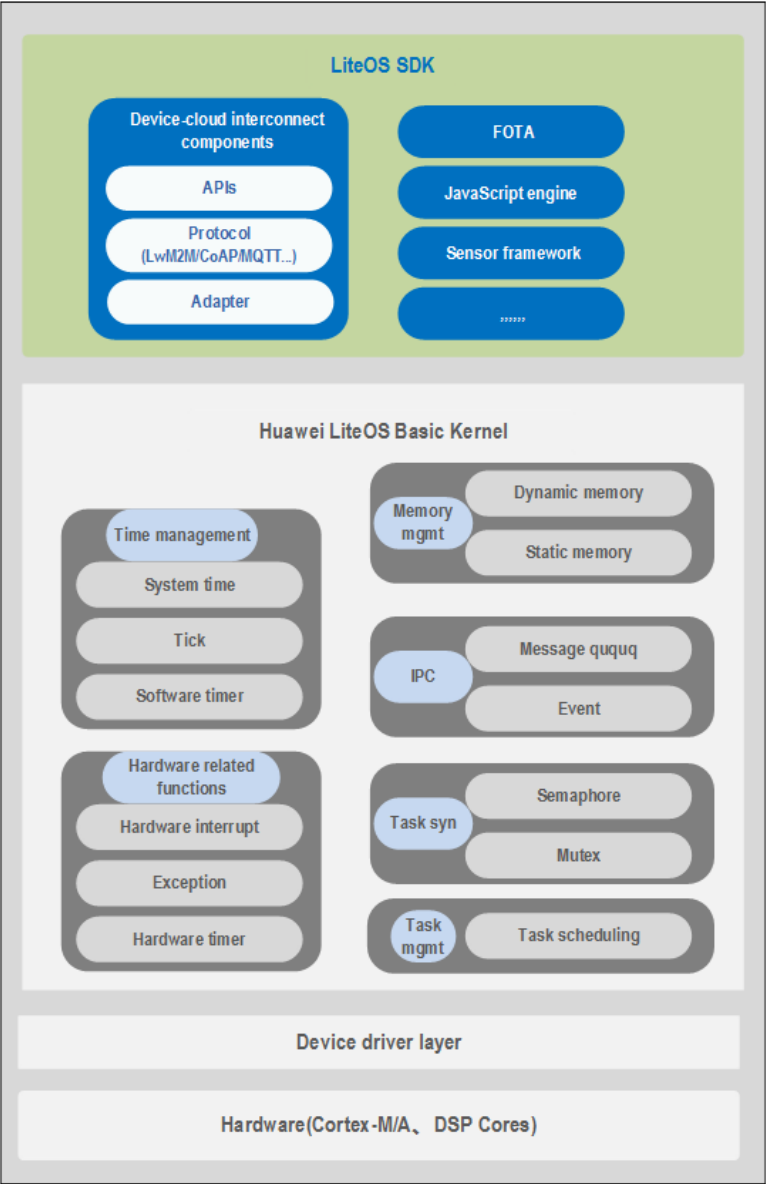 LiteOS SDK
Device-cloud interconnect
components
APIs
Protocol
(LwM2M/CoAP/MQTT...)
Adapter
FOTA
JavaScript engine
Sensor framework
,,,,,,
Huawei LiteOS Basic Kernel
Time management
System time
Tick
Software timer
Hardware related
functions
Hardware interrupt
Exception
Hardware timer
Memory
mgmt
Dynamic memory
Static memory
IPC
Message ququq
Event
Task syn
Semaphore
Mutex
Task
mgmt
Task scheduling
Device driver layer
Hardware(Cortex-M/A、DSP Cores)